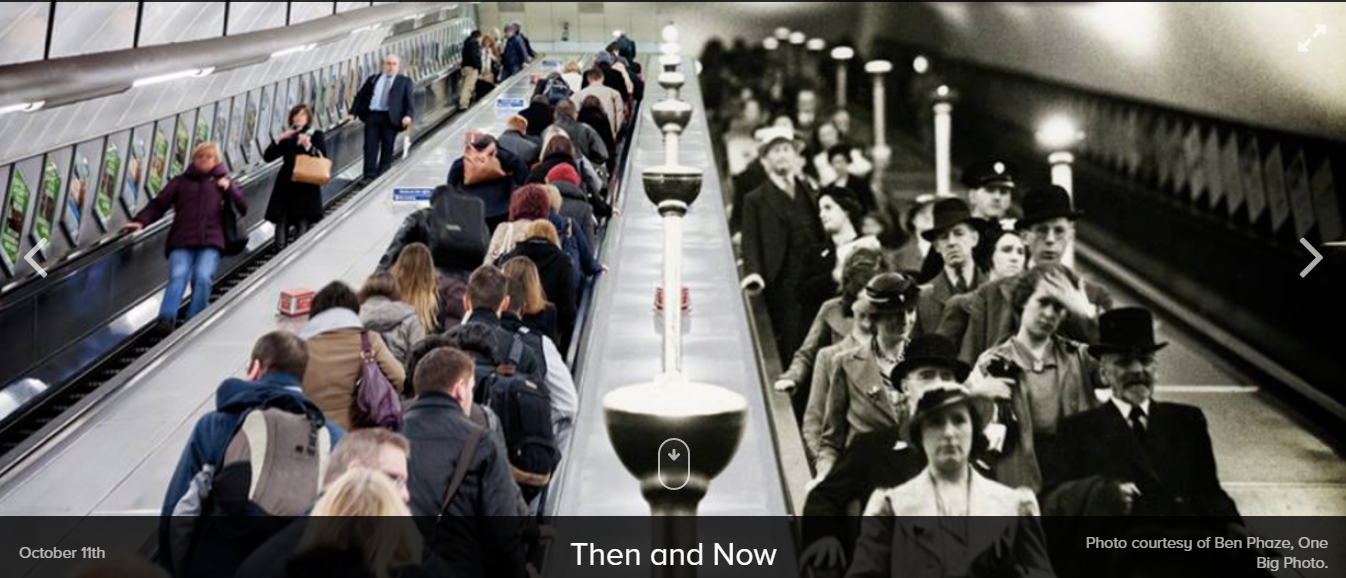 October 11th
Then and Now
Photo courtesy of Ben Phaze, One
Big Photo.